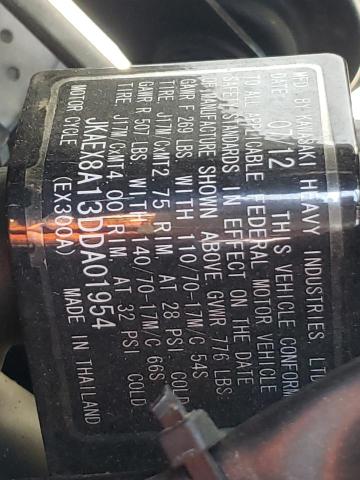 MFD. BY KAWASAKI HEAVY INDUSTRIES, LTD.
DATE: 07/12 THIS VEHICLE CONFORM
TO ALL APPLICABLE FEDERAL MOTOR VEHICLE
SAFETY STANDARDS IN EFFECT ON THE DATE
OF MANUFACTURE SHOWN ABOVE. GVWR 776 LBS.
GAWR F 269 LBS. WITH 110/70-17M/C 54S
TIRE, J17M/CxMT2.75 RIM, AT 28 PSI COLD
GAWR R 507 LBS. WITH 140/70-17M/C 66S
TIRE, J17M/CxMT4.00 RIM, AT 32 PSI COLD
JKAEX8A13DDA01954
MOTOR CYCLE (EX300A) MADE IN THAILAND